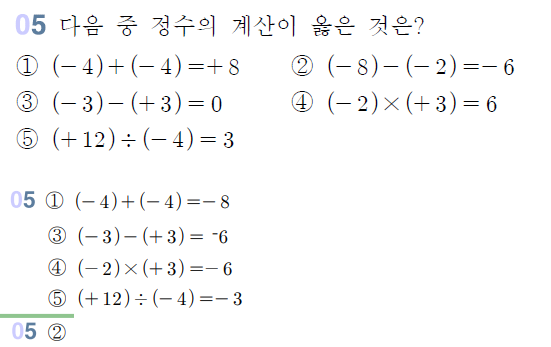 05 다음 중 정수의 계산이 옳은 것은?
① (−4)+(−4)=+8 ② (−8)−(−2)=−6
③ (−3)−(+3)=0 ④ (−2)×(+3)=6
⑤ (+12)÷(−4)=3
05 ① (−4)+(−4)=−8
③ (−3)−(+3)= -6
④ (−2)×(+3)=−6
⑤ (+12)÷(−4)=−3
05 ②